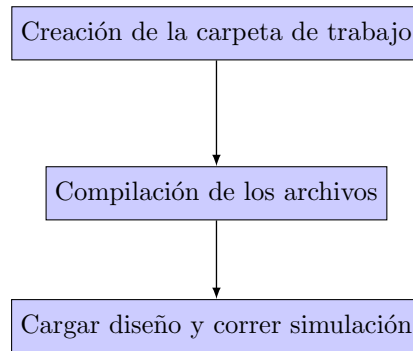 Creación de la carpeta de trabajo
Compilación de los archivos
Cargar diseño y correr simulación